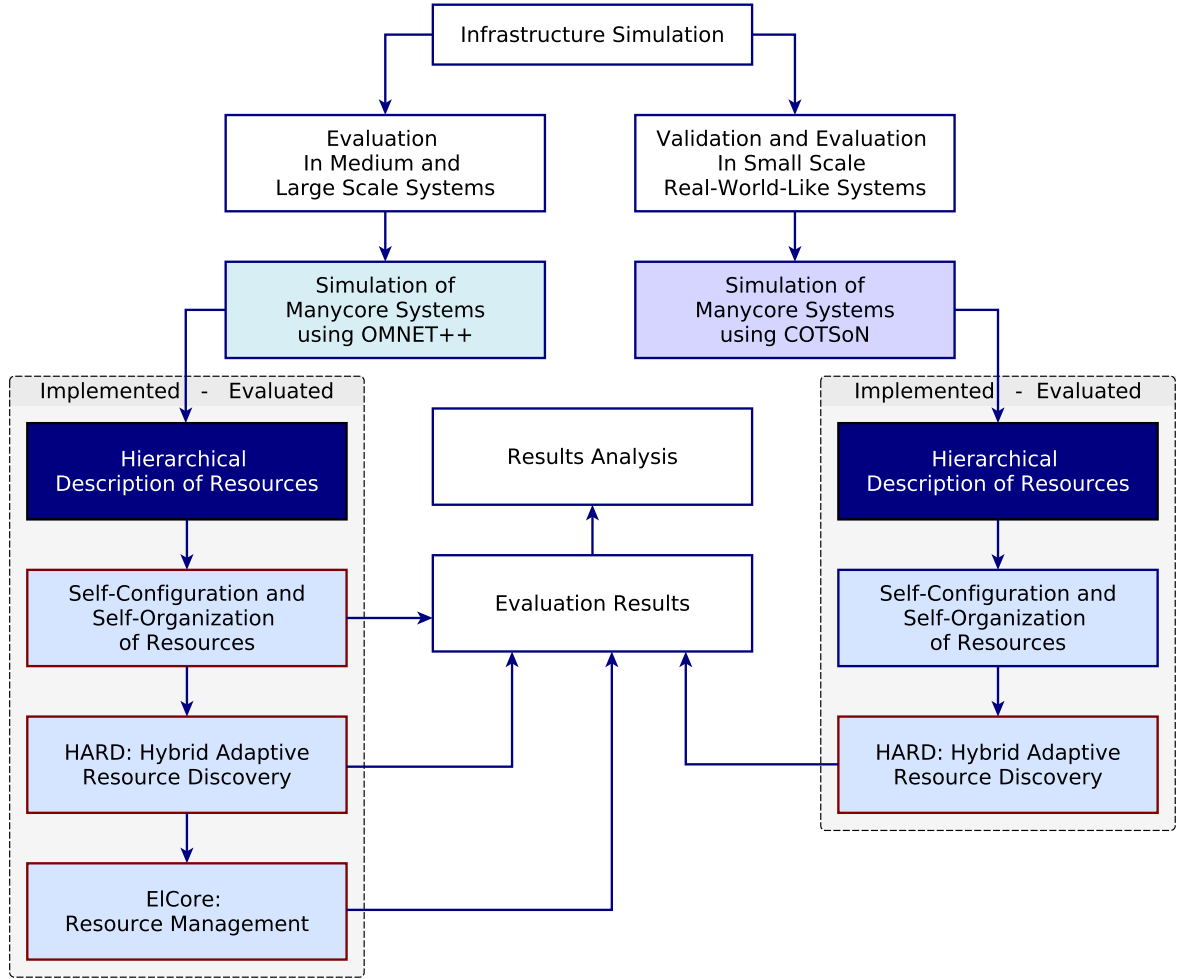 Infrastructure Simulation
Evaluation
In Medium and
Large Scale Systems
Validation and Evaluation
In Small Scale
Real-World-Like Systems
Simulation of
Manycore Systems
using OMNET++
Simulation of
Manycore Systems
using COTSoN
Implemented - Evaluated
Hierarchical
Description of Resources
Self-Configuration and
Self-Organization
of Resources
HARD: Hybrid Adaptive
Resource Discovery
ElCore:
Resource Management
Results Analysis
Evaluation Results
Implemented - Evaluated
Hierarchical
Description of Resources
Self-Configuration and
Self-Organization
of Resources
HARD: Hybrid Adaptive
Resource Discovery